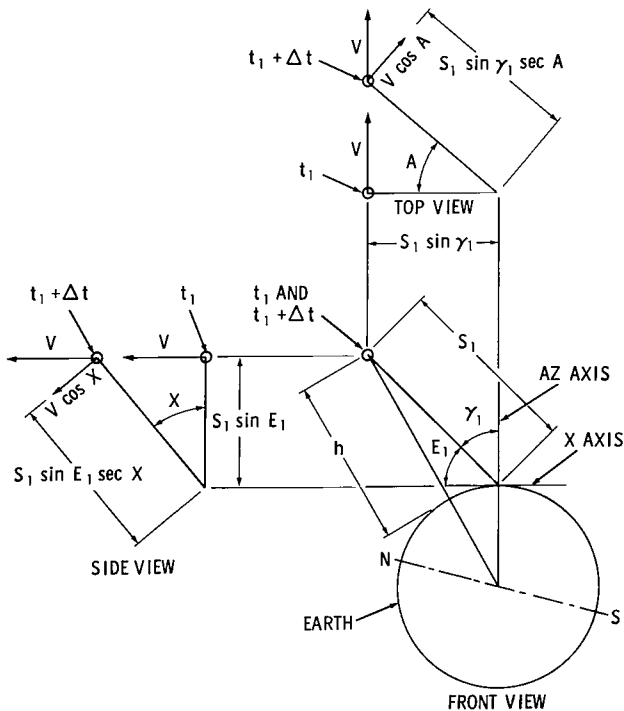 V
t₁ + Δt
V cos A
S₁ sin γ₁ sec A
V
A
t₁
TOP VIEW
S₁ sin γ₁
t₁ + Δt
t₁
t₁ AND
t₁ + Δt
V
V
S₁
V cos X
X
S₁ sin E₁
AZ AXIS
γ₁
E₁
X AXIS
h
S₁ sin E₁ sec X
SIDE VIEW
N
S
EARTH
FRONT VIEW